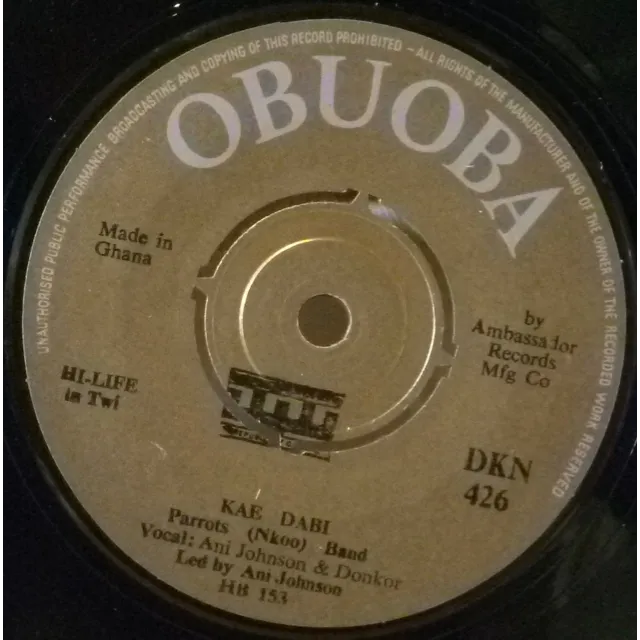 UNAUTHORISED PUBLIC PERFORMANCE BROADCASTING AND COPYING OF THIS RECORD PROHIBITED – ALL RIGHTS OF THE MANUFACTURER AND OF THE OWNER OF THE RECORDED WORK RESERVED
OBUOBA
Made in
Ghana
by
Ambassador
Records
Mfg Co
HI-LIFE
in Twi
DKN
426
KAE DABI
Parrots (Nkoo) Band
Vocal: Ani Johnson & Donkor
Led by Ani Johnson
HB 153